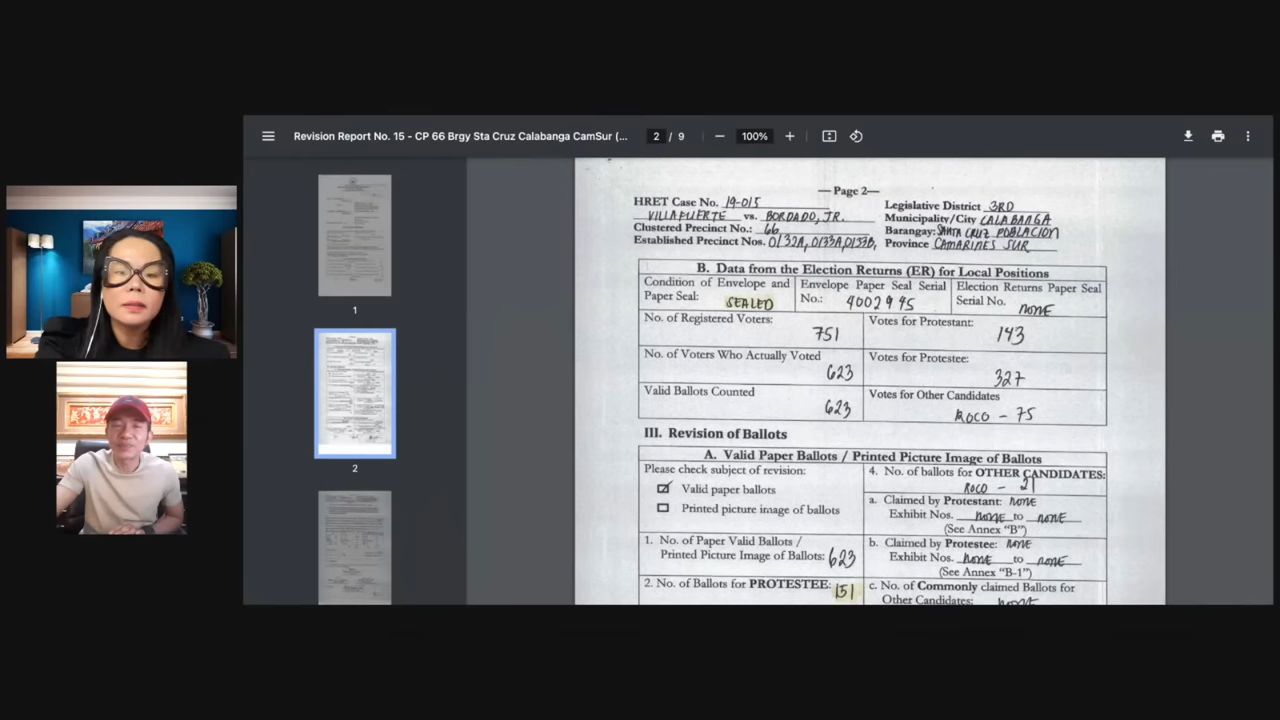 Revision Report No. 15 - CP 66 Brgy Sta Cruz Calabanga CamSur (... 2 / 9 100%
1
2
—Page 2—
HRET Case No. 19-015
VILLAFUERTE vs. BORDADO, JR.
Clustered Precinct No.: 66
Established Precinct Nos. 0132A, 0133A, 0133B,
Legislative District 3RD
Municipality/City CALABANGA
Barangay: SANTA CRUZ POBLACION
Province CAMARINES SUR
B. Data from the Election Returns (ER) for Local Positions
Condition of Envelope and
Paper Seal: SEALED
Envelope Paper Seal Serial
No.: 4002945
Election Returns Paper Seal
Serial No. NONE
No. of Registered Voters:
751
Votes for Protestant:
143
No. of Voters Who Actually Voted
623
Votes for Protestee:
327
Valid Ballots Counted
623
Votes for Other Candidates
ROCO - 75
III. Revision of Ballots
A. Valid Paper Ballots / Printed Picture Image of Ballots
Please check subject of revision:
Valid paper ballots
Printed picture image of ballots
1. No. of Paper Valid Ballots /
Printed Picture Image of Ballots: 623
2. No. of Ballots for PROTESTEE: 151
4. No. of ballots for OTHER CANDIDATES:
ROCO - 21
a. Claimed by Protestant: NONE
Exhibit Nos. NONE to NONE
(See Annex "B")
b. Claimed by Protestee: NONE
Exhibit Nos. NONE to NONE
(See Annex "B-1")
c. No. of Commonly claimed Ballots for
Other Candidates: NONE